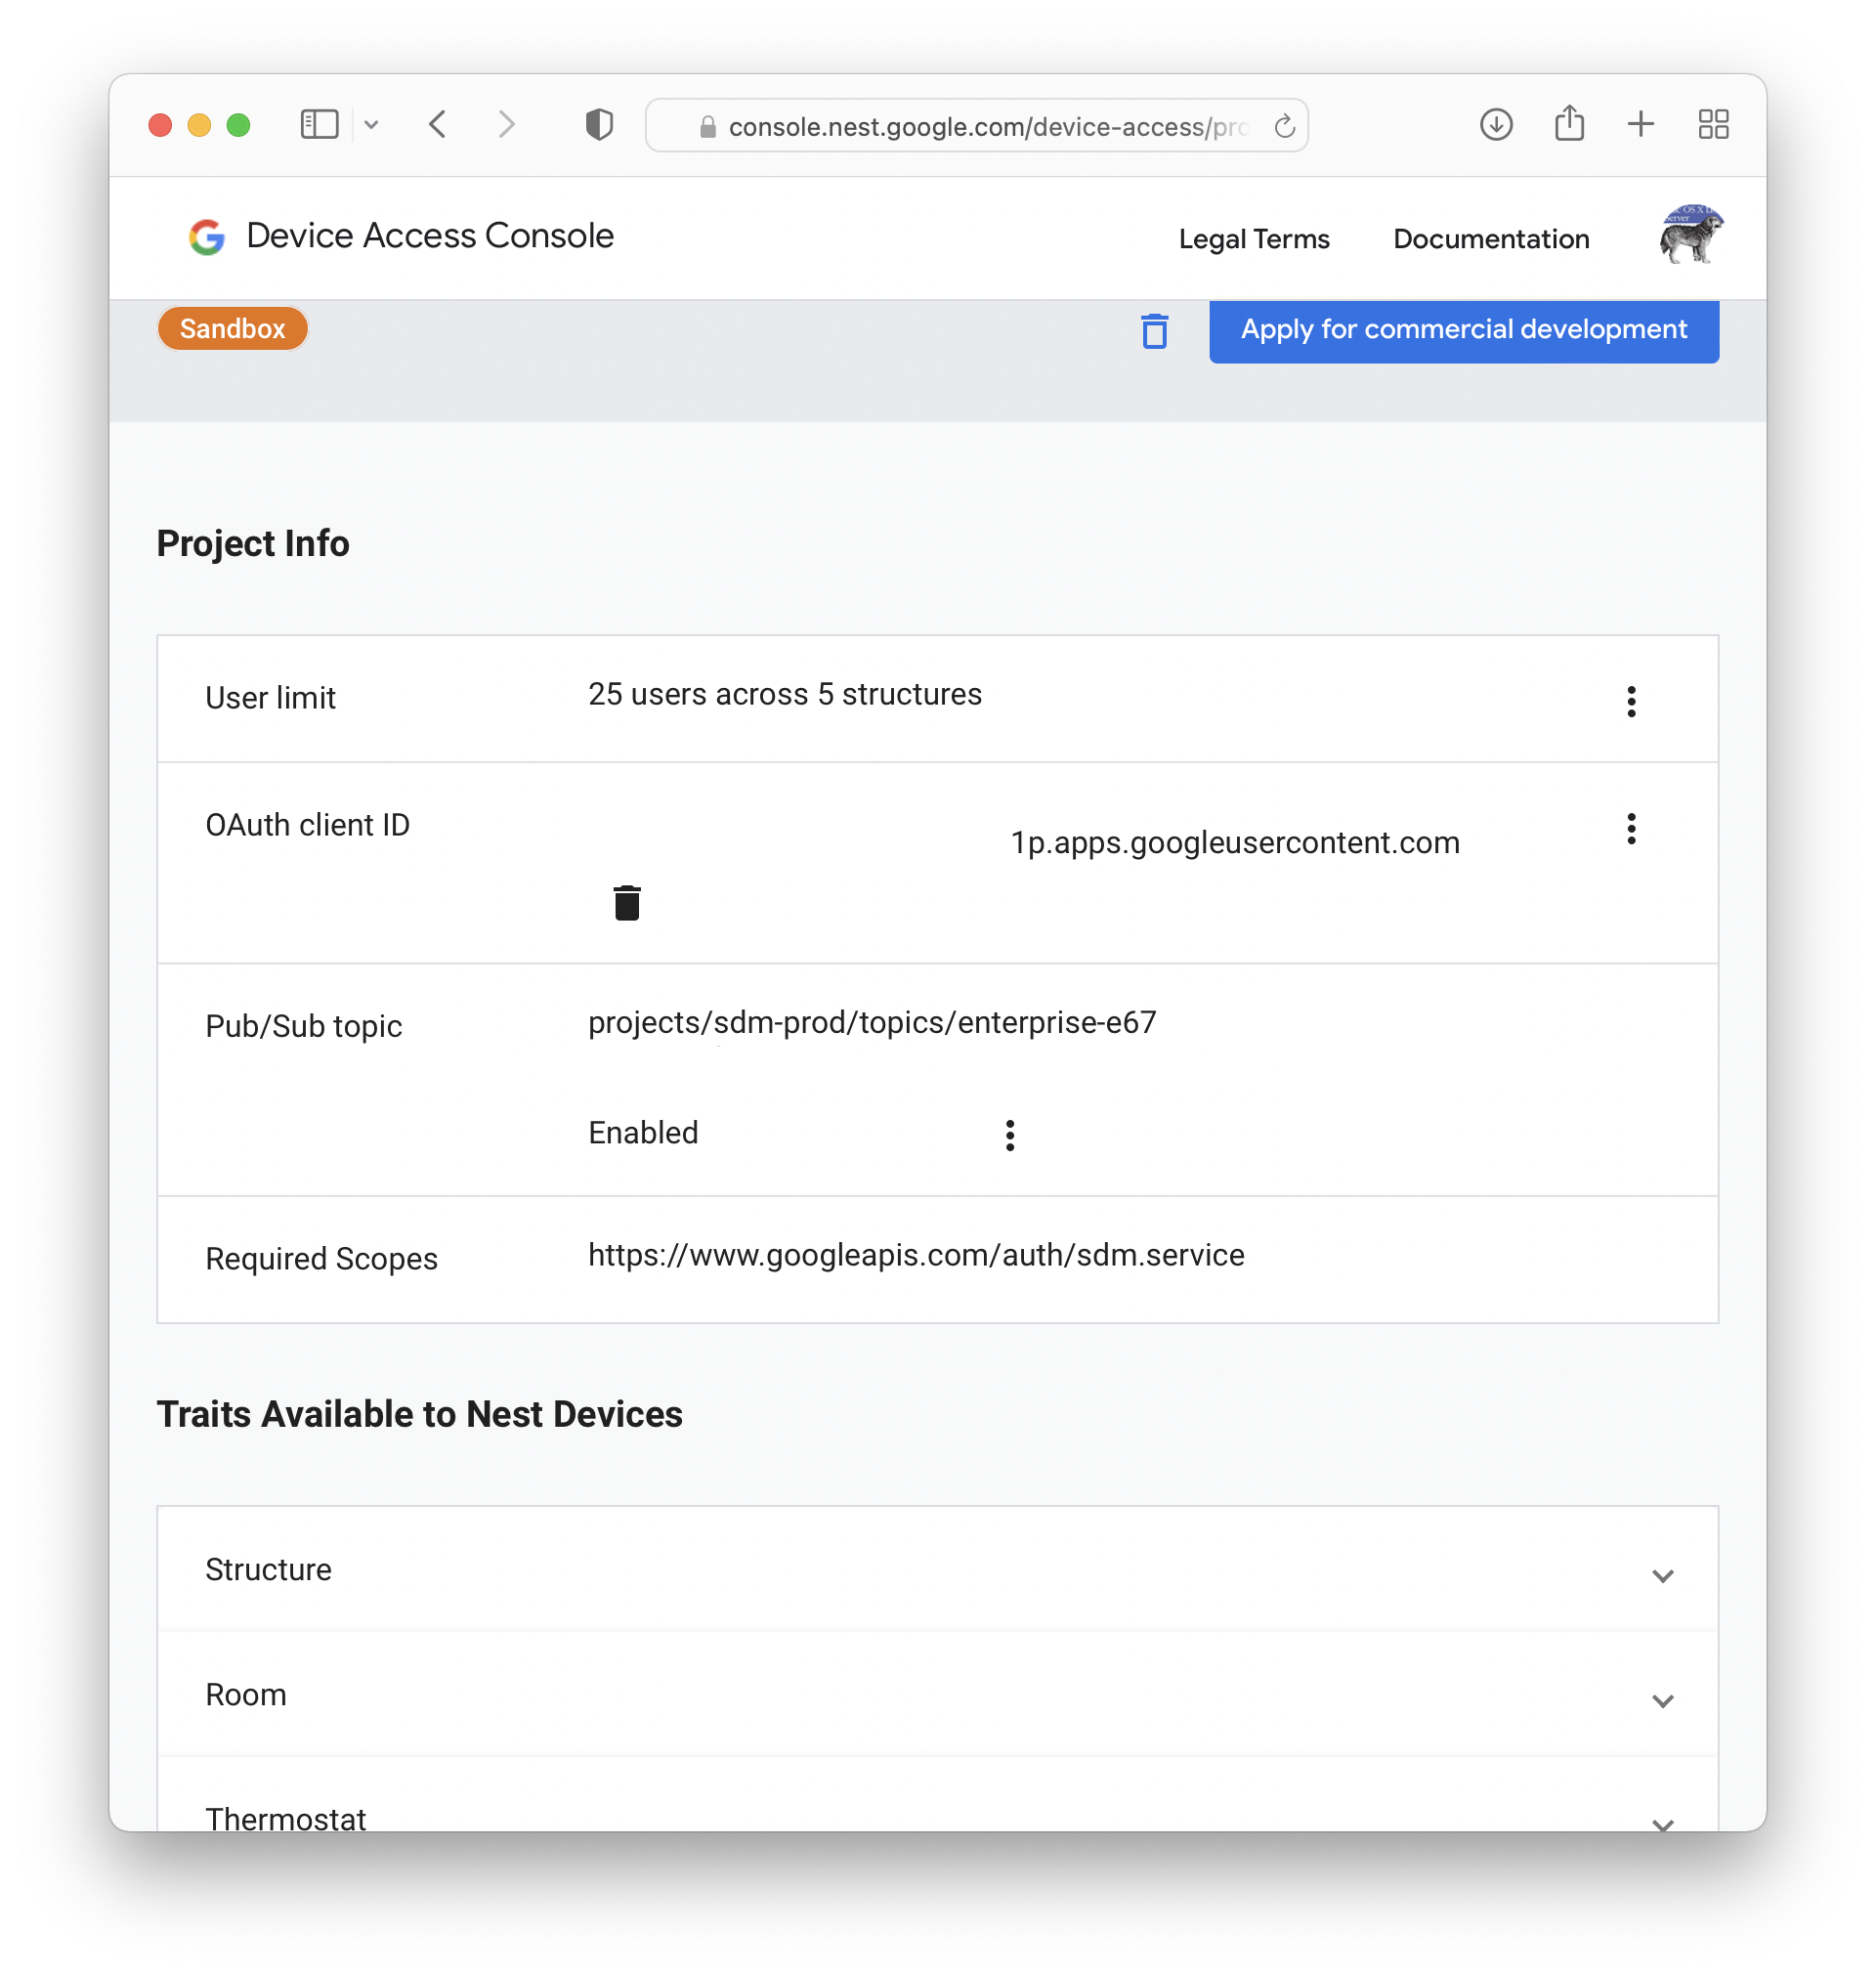 console.nest.google.com/device-access/pro
Device Access Console
Legal Terms
Documentation
OS X
Server
Sandbox
Apply for commercial development
Project Info
User limit
25 users across 5 structures
OAuth client ID
1p.apps.googleusercontent.com
Pub/Sub topic
projects/sdm-prod/topics/enterprise-e67
Enabled
Required Scopes
https://www.googleapis.com/auth/sdm.service
Traits Available to Nest Devices
Structure
Room
Thermostat